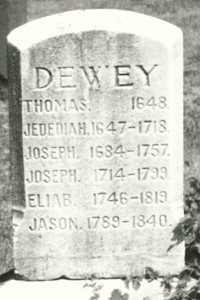 DEWEY
THOMAS. 1648.
JEDEDIAH. 1647-1718.
JOSEPH. 1684-1757.
JOSEPH. 1714-1799.
ELIAB. 1746-1819.
JASON. 1789-1840.